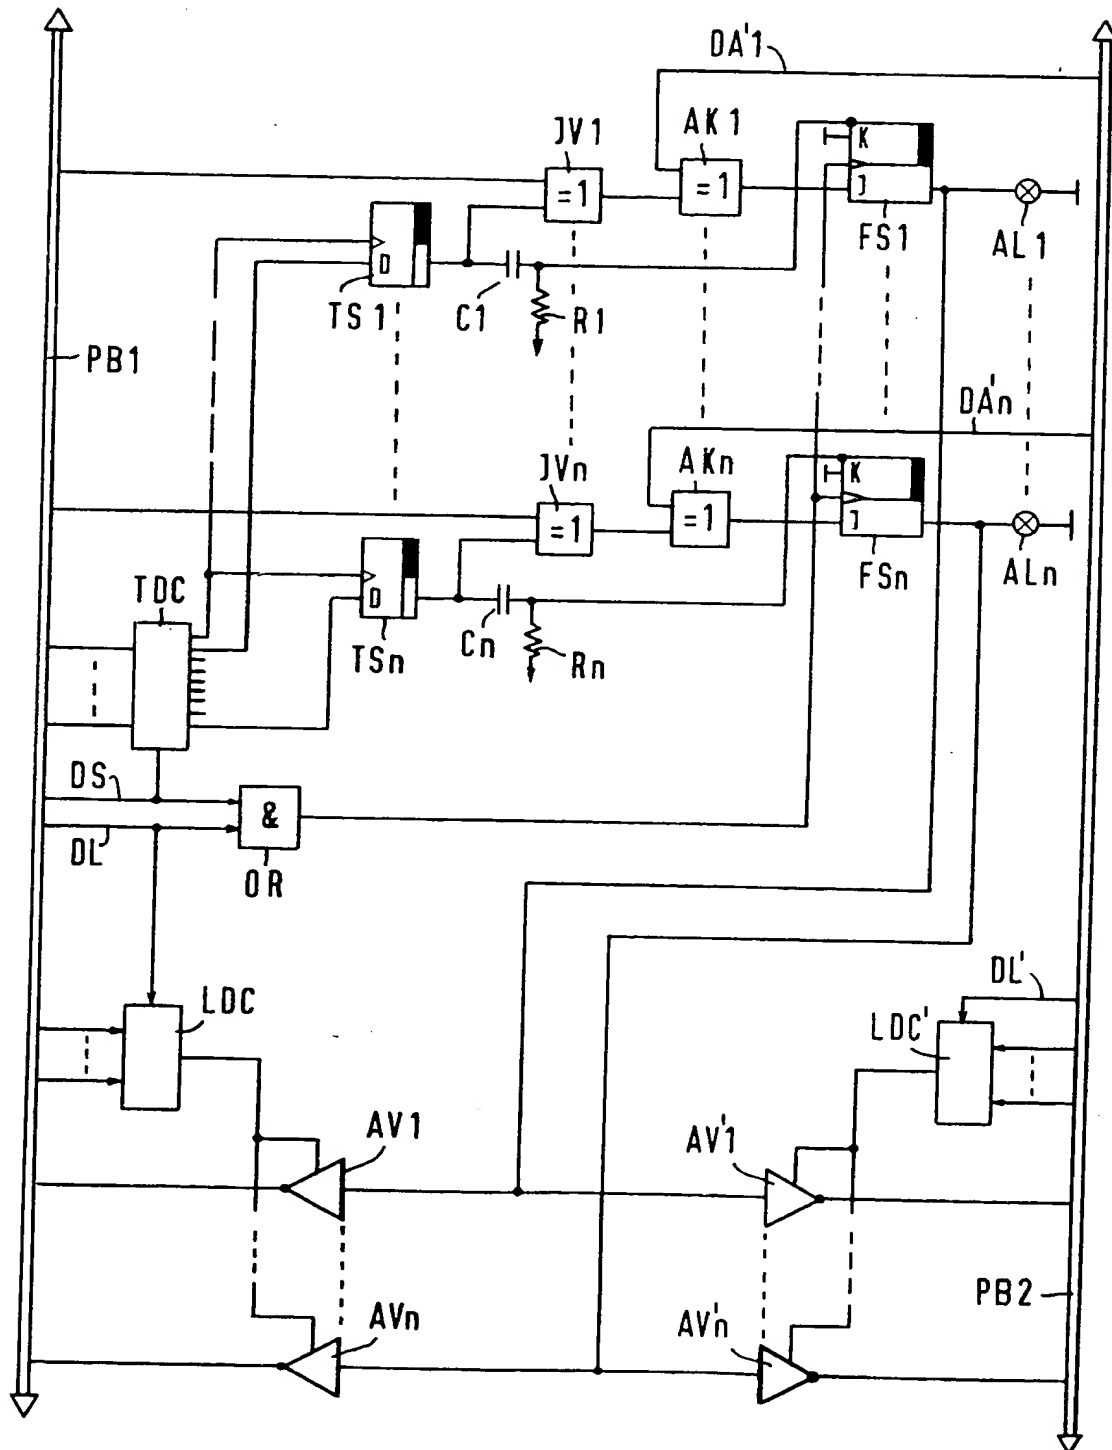 DA'1
JV1
AK1
=1
=1
K
J
FS1
AL1
D
TS1
C1
R1
PB1
DA'n
JVn
AKn
=1
=1
K
J
FSn
ALn
D
TSn
Cn
Rn
TDC
DS
DL
&
OR
LDC
DL'
LDC'
AV1
AV'1
AVn
AV'n
PB2